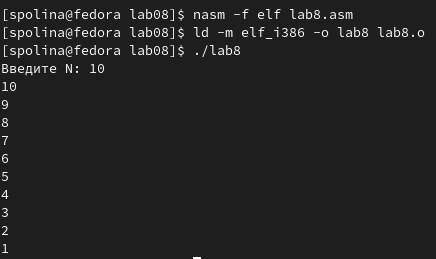 [spolina@fedora lab08]$ nasm -f elf lab8.asm
[spolina@fedora lab08]$ ld -m elf_i386 -o lab8 lab8.o
[spolina@fedora lab08]$ ./lab8
Введите N: 10
10
9
8
7
6
5
4
3
2
1